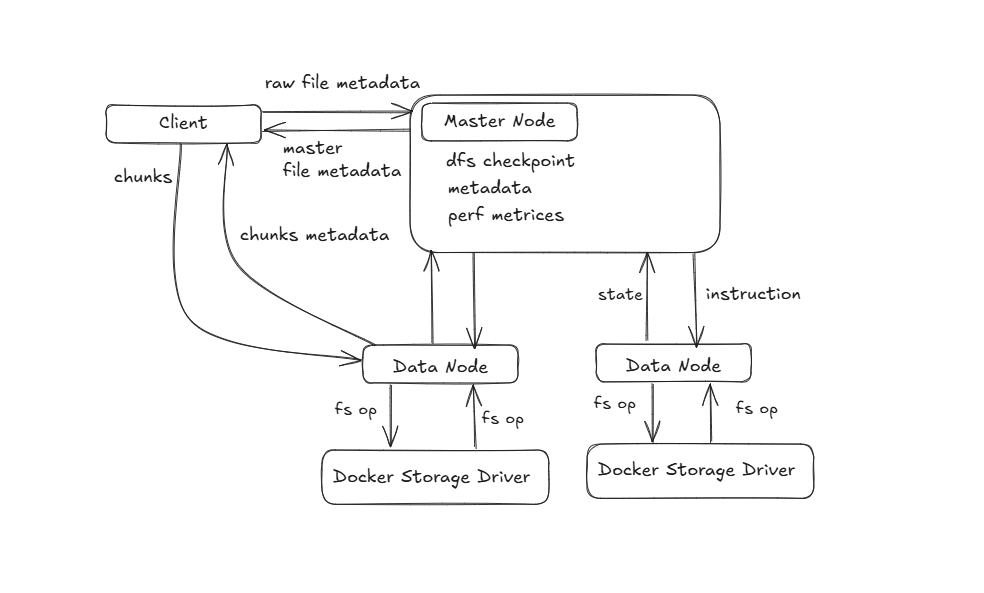 raw file metadata
Client
Master Node
master
file metadata
dfs checkpoint
metadata
perf metrices
chunks
chunks metadata
state
instruction
Data Node
Data Node
fs op
fs op
fs op
fs op
Docker Storage Driver
Docker Storage Driver